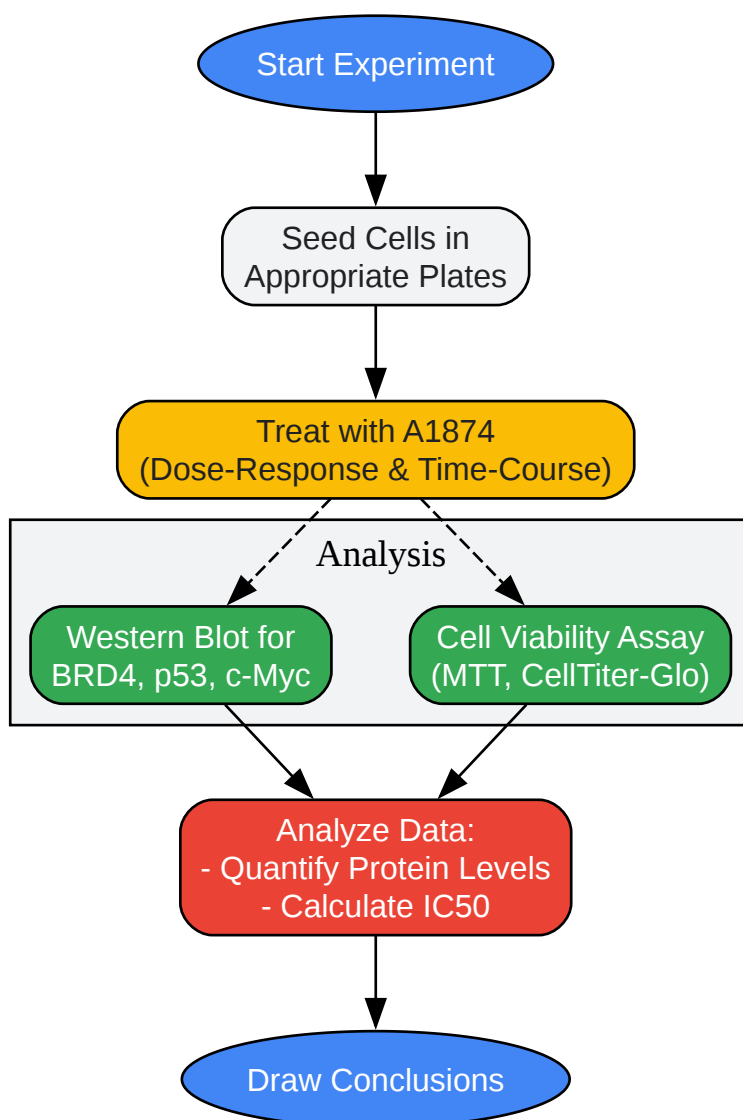 Start Experiment
Seed Cells in
Appropriate Plates
Treat with A1874
(Dose-Response & Time-Course)
Analysis
Western Blot for
BRD4, p53, c-Myc
Cell Viability Assay
(MTT, CellTiter-Glo)
Analyze Data:
- Quantify Protein Levels
- Calculate IC50
Draw Conclusions